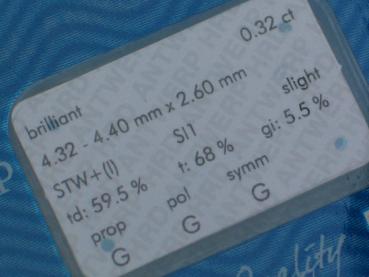 0.32 ct
brilliant
4.32 - 4.40 mm x 2.60 mm
STW+(I) SI1 slight
td: 59.5 % t: 68 % gi: 5.5 %
prop pol symm
G G G
Quality